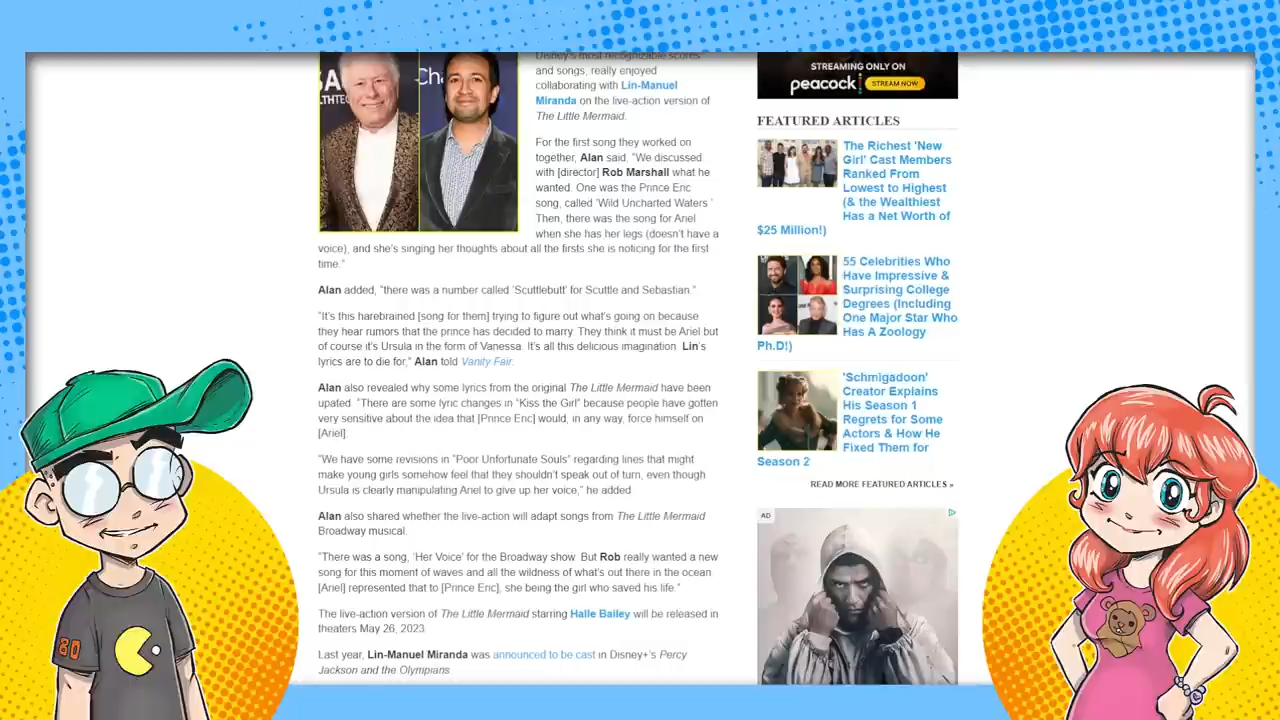 SA
LTHTEC
Cha
Disney's most recognizable scores
and songs, really enjoyed
collaborating with Lin-Manuel
Miranda on the live-action version of
The Little Mermaid.
For the first song they worked on
together, Alan said, "We discussed
with [director] Rob Marshall what he
wanted. One was the Prince Eric
song, called 'Wild Uncharted Waters.'
Then, there was the song for Ariel
when she has her legs (doesn't have a
voice), and she's singing her thoughts about all the firsts she is noticing for the first
time."
Alan added, "there was a number called 'Scuttlebutt' for Scuttle and Sebastian."
"It's this harebrained [song for them] trying to figure out what's going on because
they hear rumors that the prince has decided to marry. They think it must be Ariel but
of course it's Ursula in the form of Vanessa. It's all this delicious imagination. Lin's
lyrics are to die for," Alan told Vanity Fair.
Alan also revealed why some lyrics from the original The Little Mermaid have been
upated. "There are some lyric changes in "Kiss the Girl" because people have gotten
very sensitive about the idea that [Prince Eric] would, in any way, force himself on
[Ariel].
"We have some revisions in "Poor Unfortunate Souls" regarding lines that might
make young girls somehow feel that they shouldn't speak out of turn, even though
Ursula is clearly manipulating Ariel to give up her voice," he added.
Alan also shared whether the live-action will adapt songs from The Little Mermaid
Broadway musical.
"There was a song, 'Her Voice' for the Broadway show. But Rob really wanted a new
song for this moment of waves and all the wildness of what's out there in the ocean
[Ariel] represented that to [Prince Eric], she being the girl who saved his life."
The live-action version of The Little Mermaid starring Halle Bailey will be released in
theaters May 26, 2023.
Last year, Lin-Manuel Miranda was announced to be cast in Disney+'s Percy
Jackson and the Olympians
STREAMING ONLY ON
peacock STREAM NOW
FEATURED ARTICLES
The Richest 'New
Girl' Cast Members
Ranked From
Lowest to Highest
(& the Wealthiest
Has a Net Worth of
$25 Million!)
55 Celebrities Who
Have Impressive &
Surprising College
Degrees (Including
One Major Star Who
Has A Zoology
Ph.D!)
'Schmigadoon'
Creator Explains
His Season 1
Regrets for Some
Actors & How He
Fixed Them for
Season 2
READ MORE FEATURED ARTICLES »
AD
80